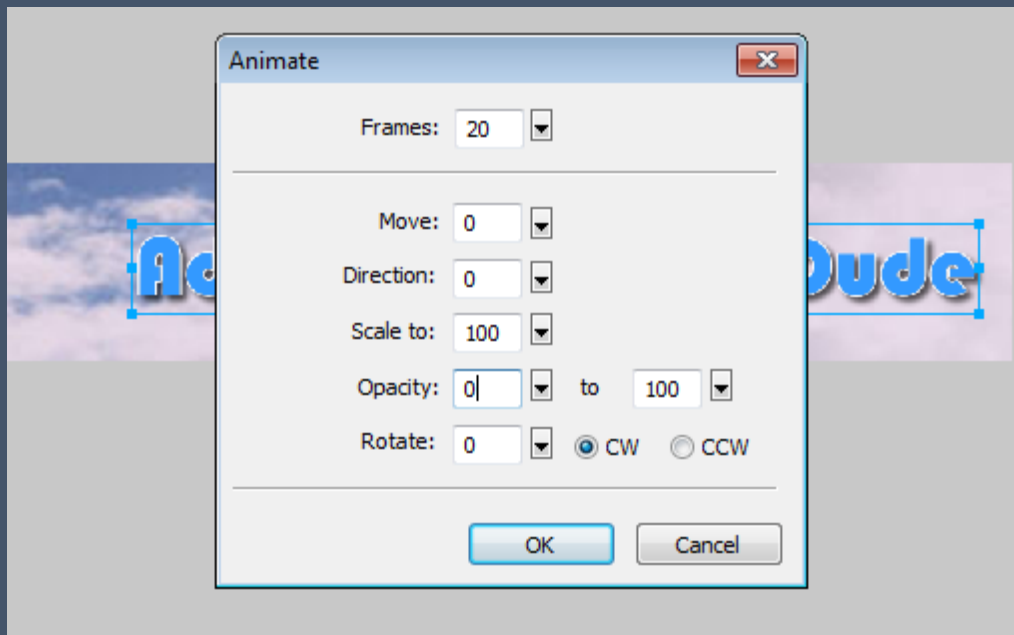 Animate
Frames: 20
Move: 0
Direction: 0
Scale to: 100
Opacity: 0 to 100
Rotate: 0 CW CCW
Dude
OK Cancel